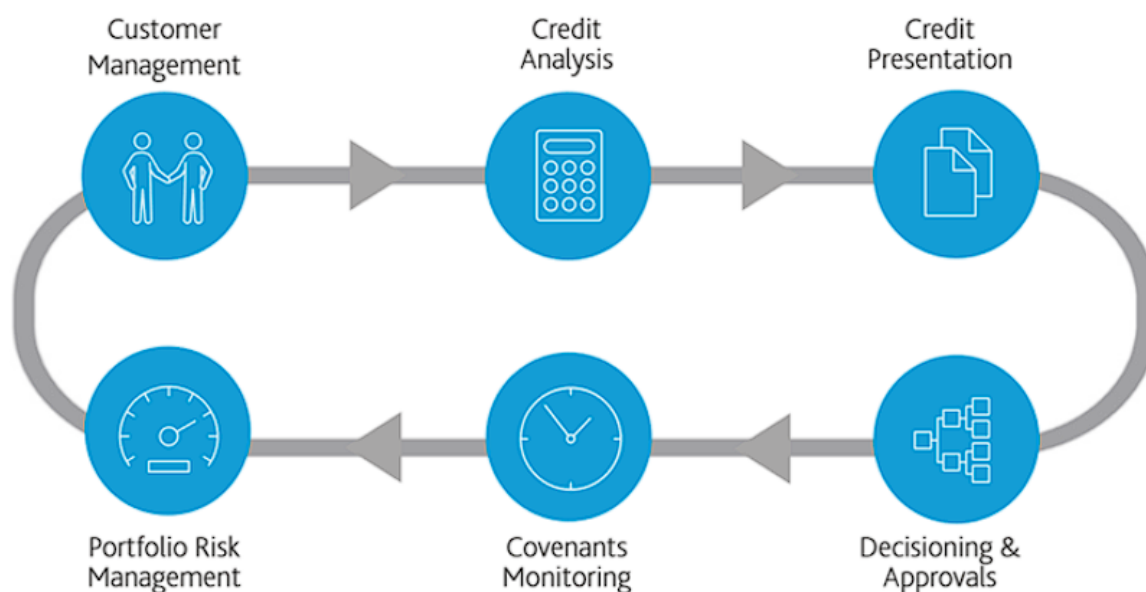 Customer
Management
Credit
Analysis
Credit
Presentation
Portfolio Risk
Management
Covenants
Monitoring
Decisioning &
Approvals